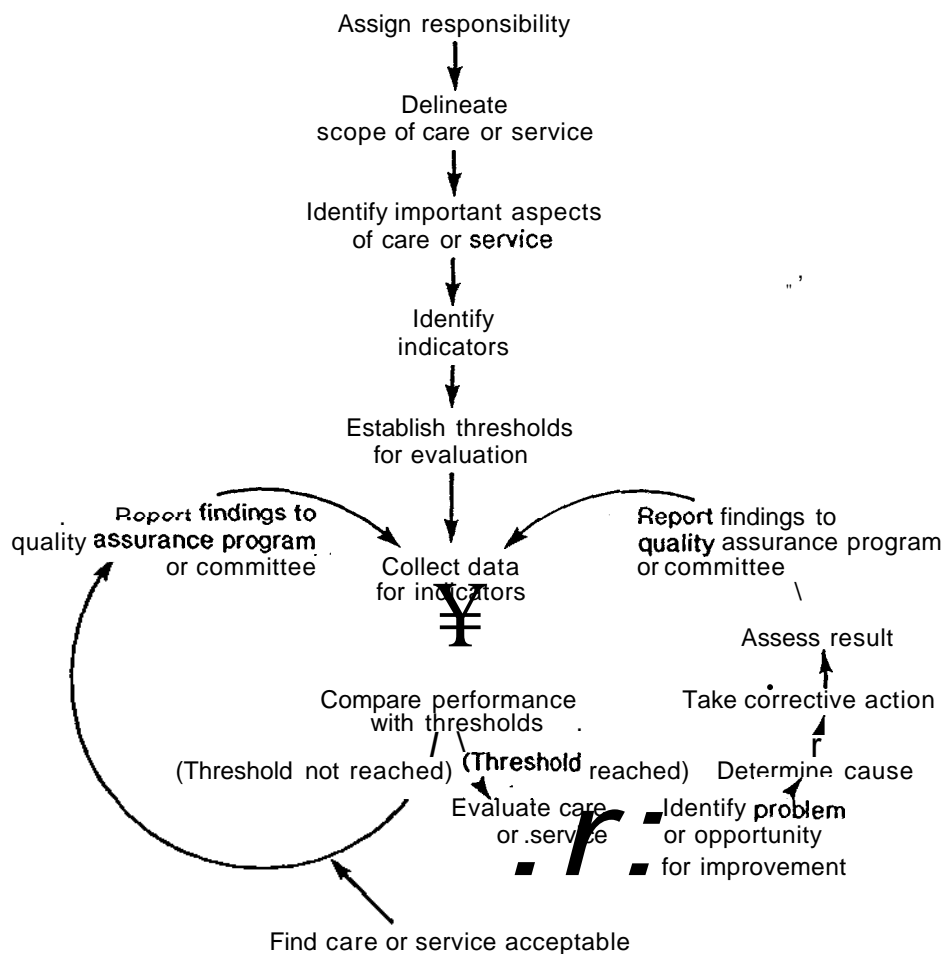 Assign responsibility
Delineate
scope of care or service
Identify important aspects
of care or service
Identify
indicators
Establish thresholds
for evaluation
Report findings to
quality assurance program
or committee
Collect data
for indicators
Report findings to
quality assurance program
or committee
Assess result
Compare performance
with thresholds
Take corrective action
(Threshold not reached)
(Threshold reached)
Determine cause
Evaluate care
or service
Identify problem
or opportunity
for improvement
Find care or service acceptable